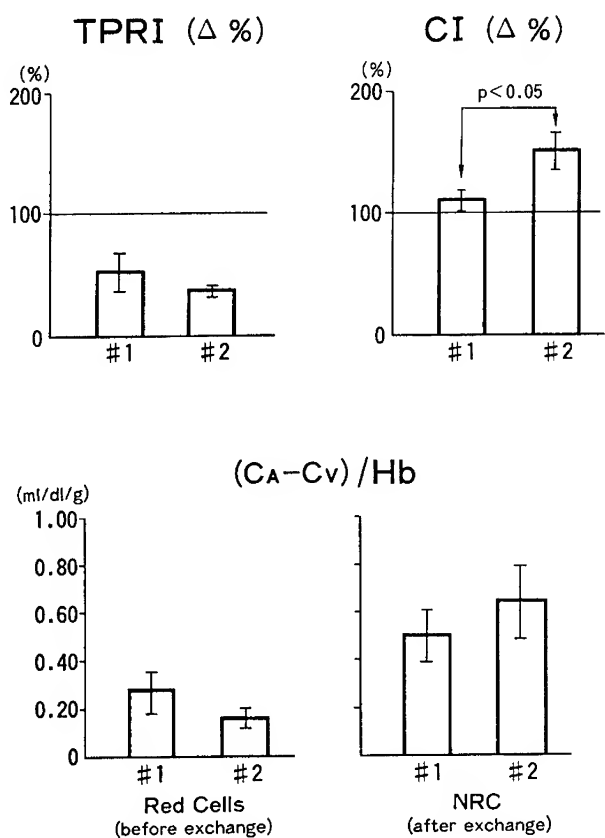 TPRI (Δ %)
CI (Δ %)
(%)
200
100
0
#1
#2
(%)
200
p<0.05
100
0
#1
#2
(CA-CV)/Hb
(ml/dl/g)
1.00
0.80
0.60
0.40
0.20
0
#1
#2
Red Cells
(before exchange)
#1
#2
NRC
(after exchange)